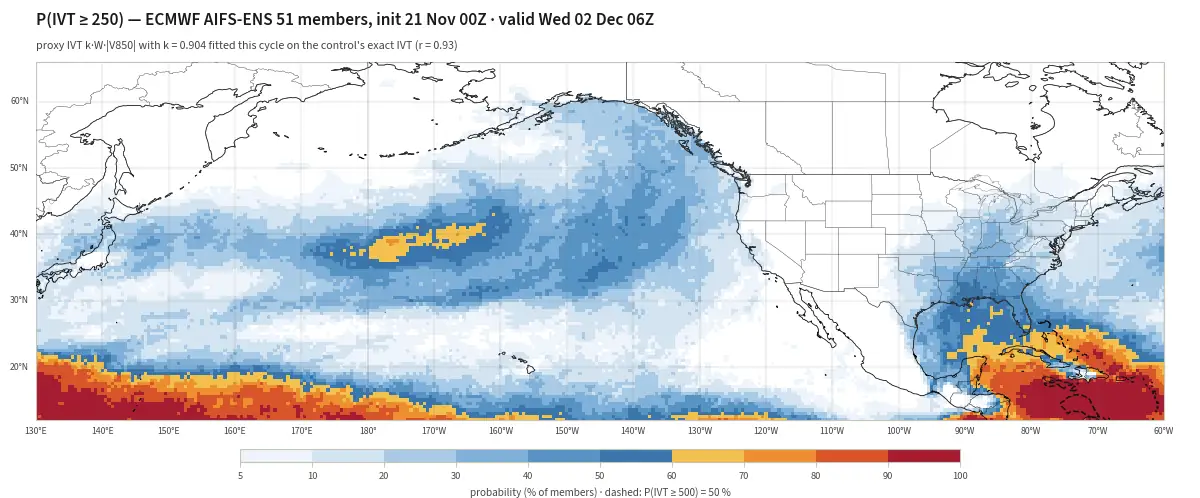 P(IVT ≥ 250) — ECMWF AIFS-ENS 51 members, init 21 Nov 00Z · valid Wed 02 Dec 06Z
proxy IVT k·W·|V850| with k = 0.904 fitted this cycle on the control's exact IVT (r = 0.93)
60°N
50°N
40°N
30°N
20°N
130°E 140°E 150°E 160°E 170°E 180° 170°W 160°W 150°W 140°W 130°W 120°W 110°W 100°W 90°W 80°W 70°W 60°W
5 10 20 30 40 50 60 70 80 90 100
probability (% of members) · dashed: P(IVT ≥ 500) = 50 %